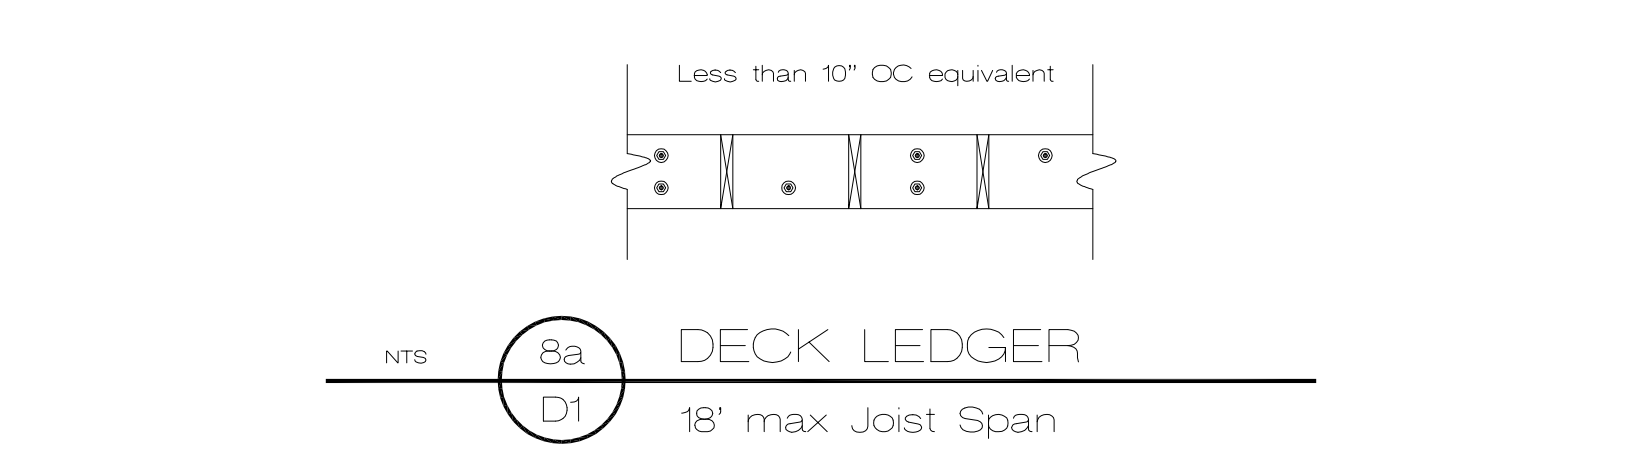 Less than 10” OC equivalent
NTS
8a
DECK LEDGER
D1
18’ max Joist Span